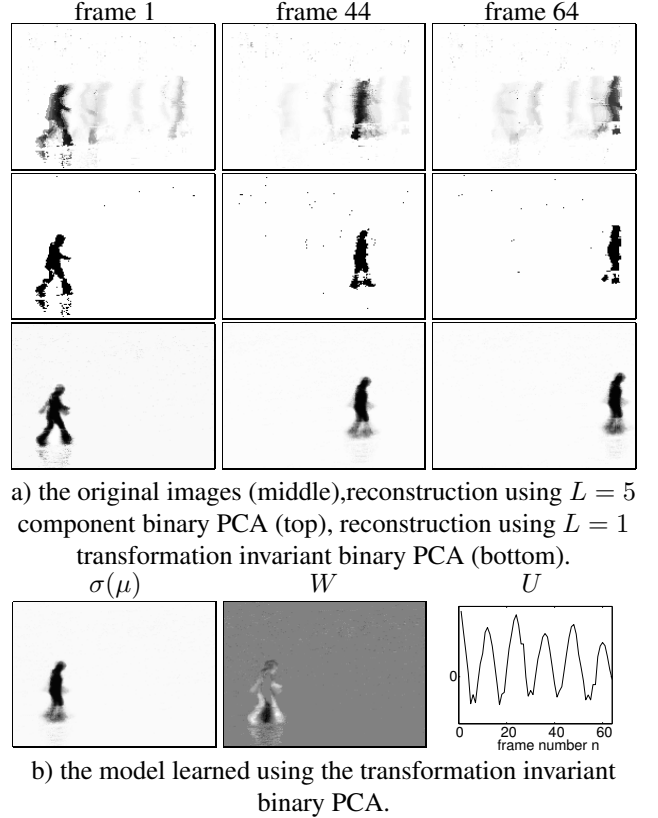 frame 1 frame 44 frame 64
a) the original images (middle),reconstruction using L = 5
component binary PCA (top), reconstruction using L = 1
transformation invariant binary PCA (bottom).
σ(μ) W U
0
0 20 40 60
frame number n
b) the model learned using the transformation invariant
binary PCA.